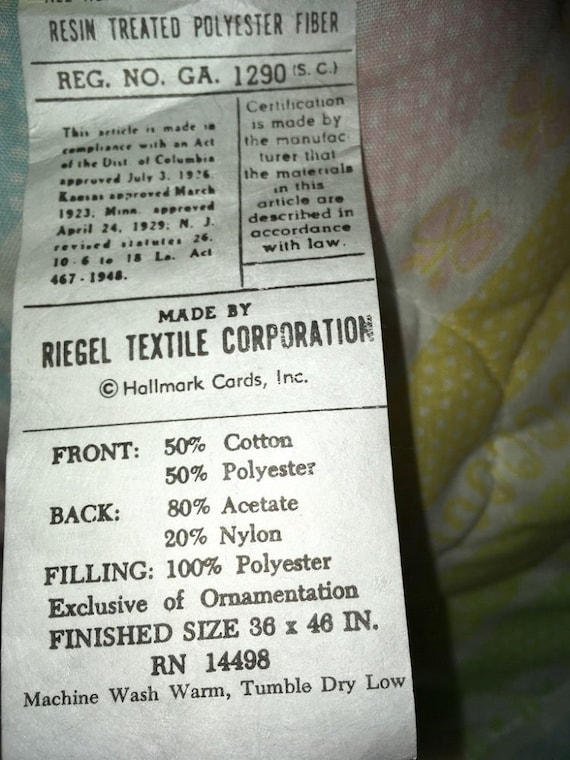 RESIN TREATED POLYESTER FIBER
REG. NO. GA. 1290 (S. C.)
This article is made in
compliance with an Act
of the Dist. of Columbia
approved July 3, 1926,
Kansas approved March
1923, Minn. approved
April 24, 1929; N. J.
revised statutes 26,
10-6 to 18 La. Act
467-1948.
Certification
is made by
the manufac-
turer that
the materials
in this
article are
described in
accordance
with law.
MADE BY
RIEGEL TEXTILE CORPORATION
© Hallmark Cards, Inc.
FRONT: 50% Cotton
50% Polyester
BACK: 80% Acetate
20% Nylon
FILLING: 100% Polyester
Exclusive of Ornamentation
FINISHED SIZE 36 x 46 IN.
RN 14498
Machine Wash Warm, Tumble Dry Low